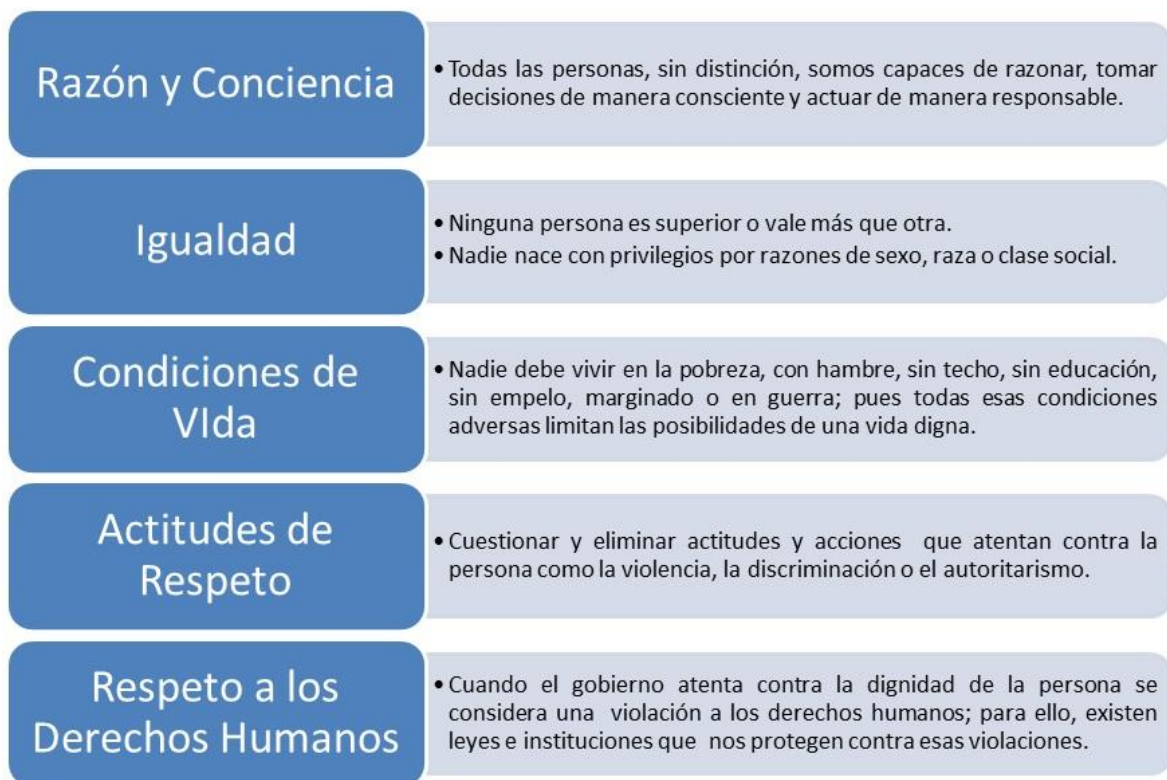 Razón y Conciencia
• Todas las personas, sin distinción, somos capaces de razonar, tomar
decisiones de manera consciente y actuar de manera responsable.
Igualdad
• Ninguna persona es superior o vale más que otra.
• Nadie nace con privilegios por razones de sexo, raza o clase social.
Condiciones de
VIda
• Nadie debe vivir en la pobreza, con hambre, sin techo, sin educación,
sin empelo, marginado o en guerra; pues todas esas condiciones
adversas limitan las posibilidades de una vida digna.
Actitudes de
Respeto
• Cuestionar y eliminar actitudes y acciones que atentan contra la
persona como la violencia, la discriminación o el autoritarismo.
Respeto a los
Derechos Humanos
• Cuando el gobierno atenta contra la dignidad de la persona se
considera una violación a los derechos humanos; para ello, existen
leyes e instituciones que nos protegen contra esas violaciones.